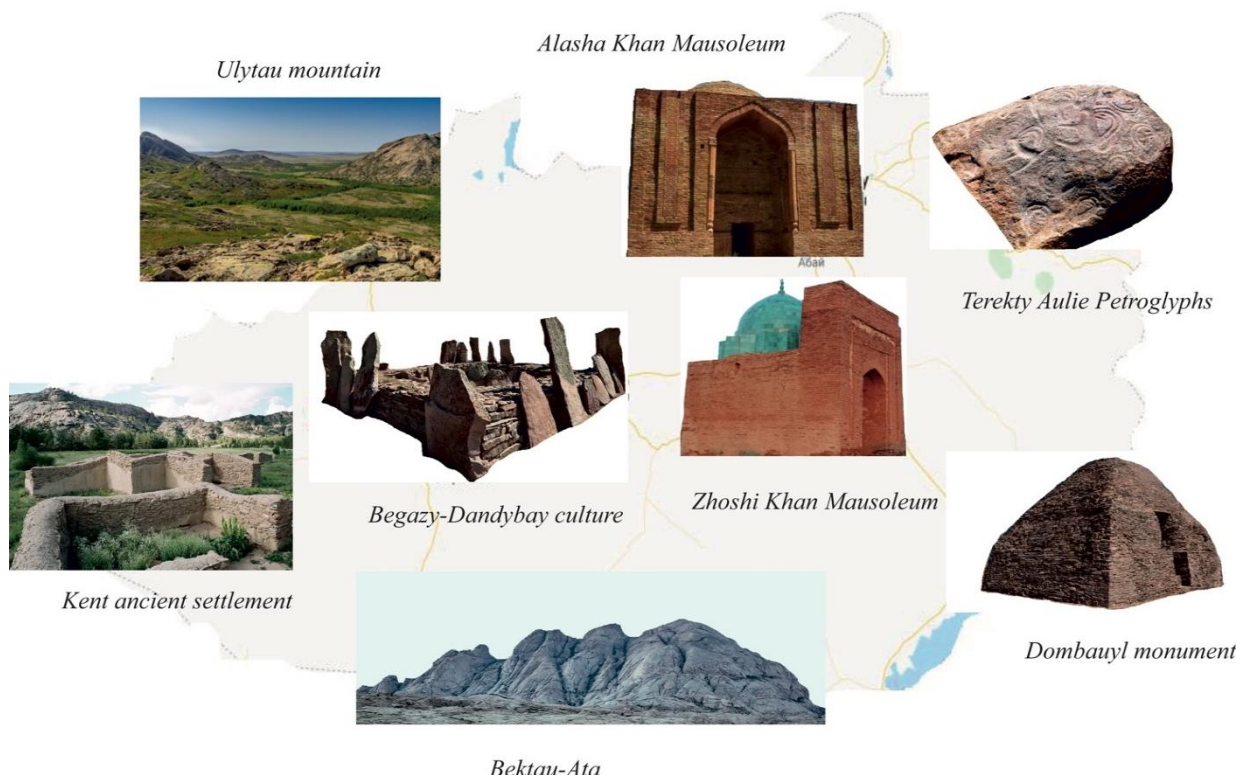 Alasha Khan Mausoleum
Ulytau mountain
Абай
Terekty Aulie Petroglyphs
Begazy-Dandybay culture
Zhoshi Khan Mausoleum
Kent ancient settlement
Dombauyl monument
Bektau-Ata